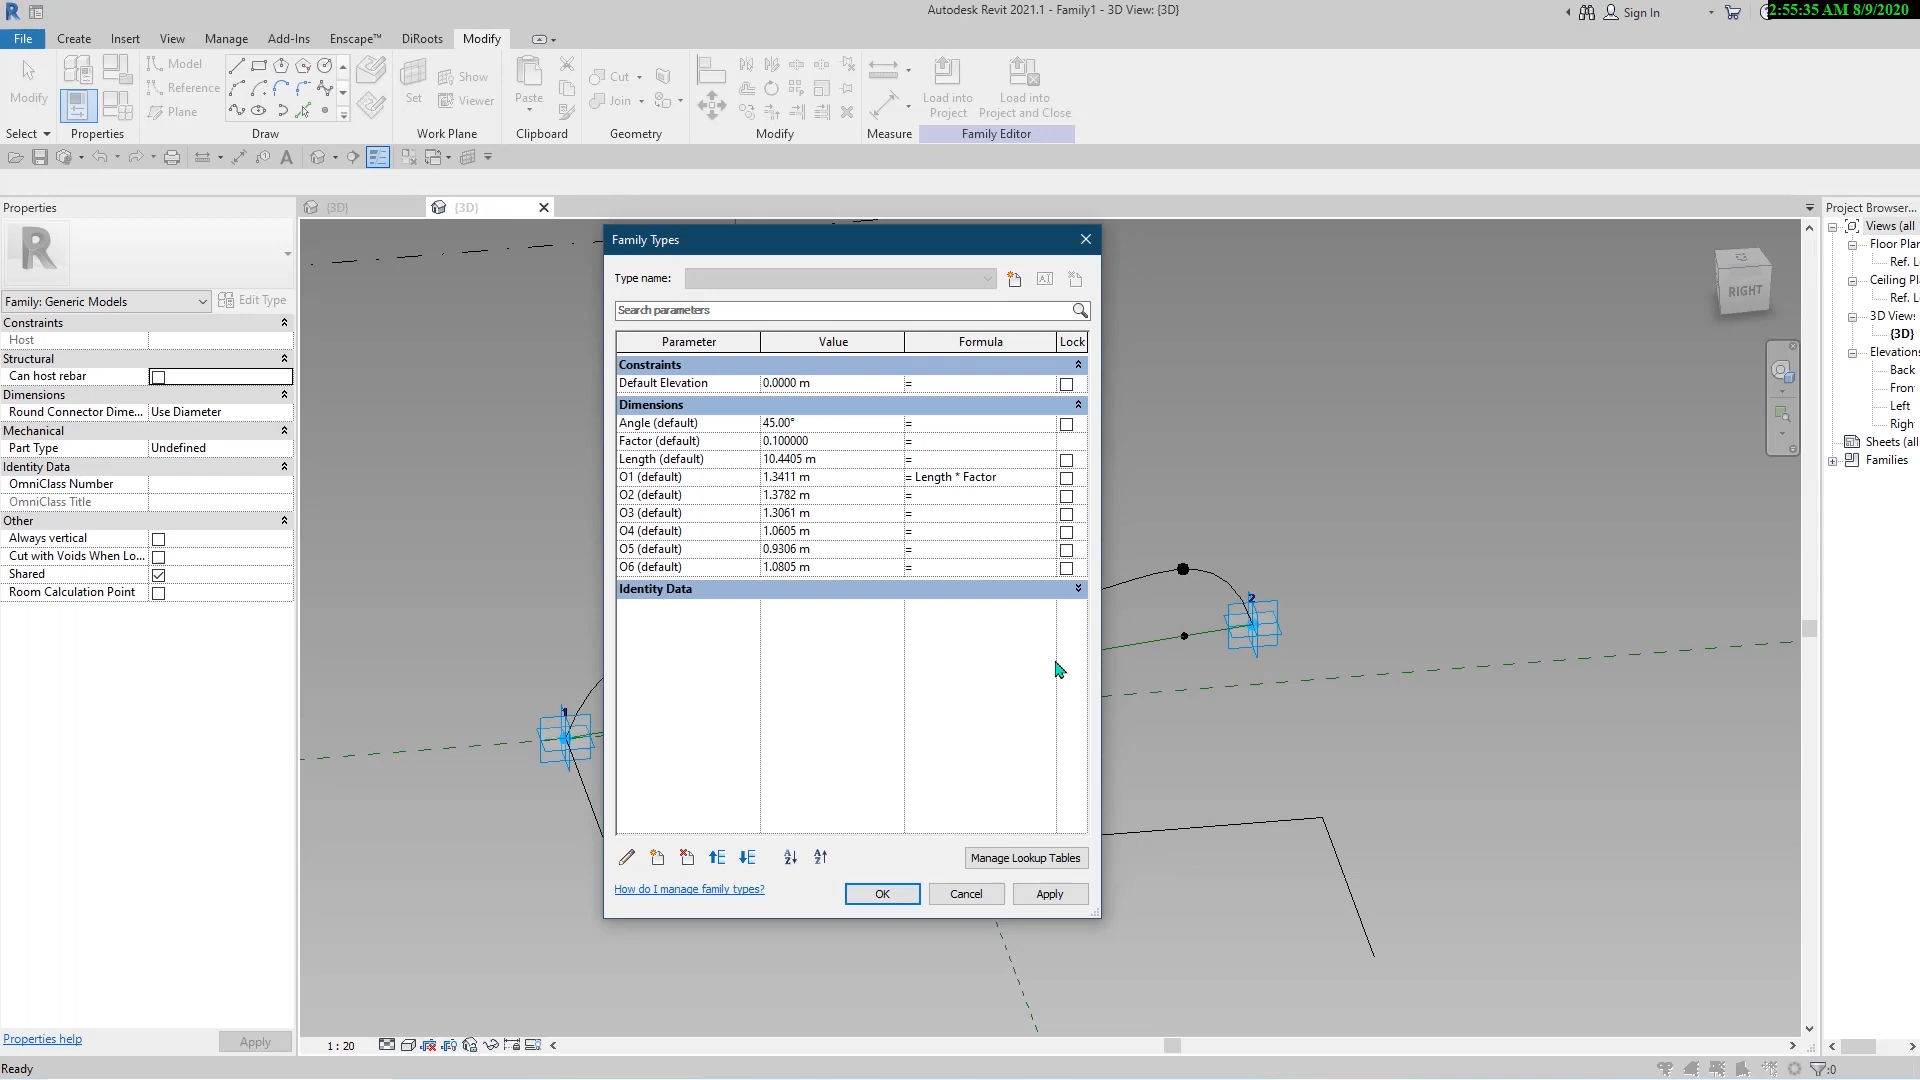 Autodesk Revit 2021.1 - Family1 - 3D View: {3D}
Sign In
2:55:35 AM 8/9/2020
File Create Insert View Manage Add-Ins Enscape™ DiRoots Modify
Modify
Model
Reference
Plane
Set
Show
Viewer
Paste
Cut
Join
Load into Project
Load into Project and Close
Select Properties Draw Work Plane Clipboard Geometry Modify Measure Family Editor
Properties
{3D}
{3D}
Project Browser...
R
Family: Generic Models
Edit Type
Constraints
Host
Structural
Can host rebar
Dimensions
Round Connector Dime... Use Diameter
Mechanical
Part Type Undefined
Identity Data
OmniClass Number
OmniClass Title
Other
Always vertical
Cut with Voids When Lo...
Shared
Room Calculation Point
Properties help
Apply
Family Types
Type name:
Search parameters
Parameter Value Formula Lock
Constraints
Default Elevation 0.0000 m =
Dimensions
Angle (default) 45.00° =
Factor (default) 0.100000 =
Length (default) 10.4405 m =
O1 (default) 1.3411 m = Length * Factor
O2 (default) 1.3782 m =
O3 (default) 1.3061 m =
O4 (default) 1.0605 m =
O5 (default) 0.9306 m =
O6 (default) 1.0805 m =
Identity Data
Manage Lookup Tables
How do I manage family types?
OK
Cancel
Apply
1
2
RIGHT
Views (all
Floor Plan
Ref. L
Ceiling Pl
Ref. L
3D Views
{3D}
Elevations
Back
Fron
Left
Righ
Sheets (all
Families
1 : 20
Ready
:0